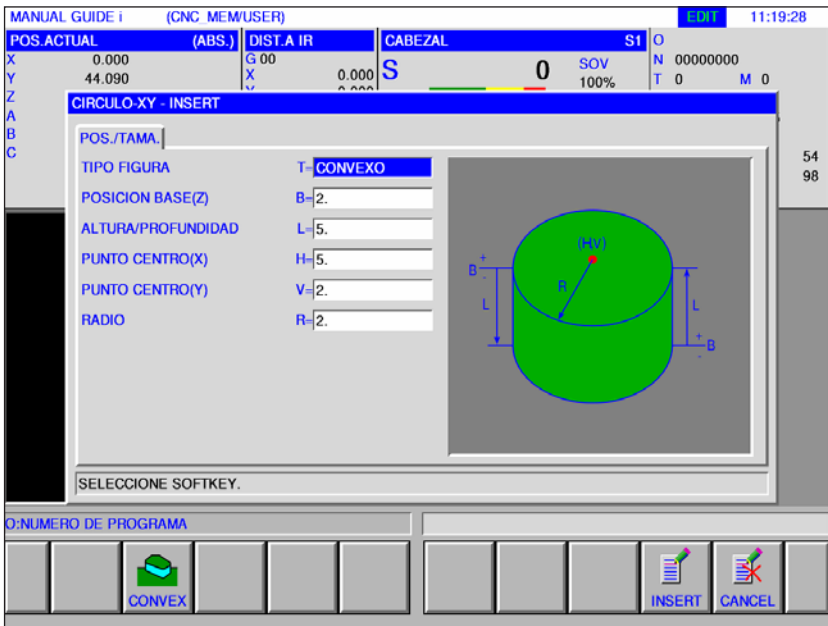 MANUAL GUIDE i (CNC_MEM/USER) EDIT 11:19:28
POS.ACTUAL (ABS.) DIST.A IR CABEZAL S1 O
X 0.000 G 00 S 0 SOV N 00000000
Y 44.090 X 0.000 100% T 0 M 0
Z
A
B
C
54
98
CIRCULO-XY - INSERT
POS./TAMA.
TIPO FIGURA T= CONVEXO
POSICION BASE(Z) B= 2.
ALTURA/PROFUNDIDAD L= 5.
PUNTO CENTRO(X) H= 5.
PUNTO CENTRO(Y) V= 2.
RADIO R= 2.
(H,V)
B + -
R
L
L
+ - B
SELECCIONE SOFTKEY.
O:NUMERO DE PROGRAMA
CONVEX INSERT CANCEL